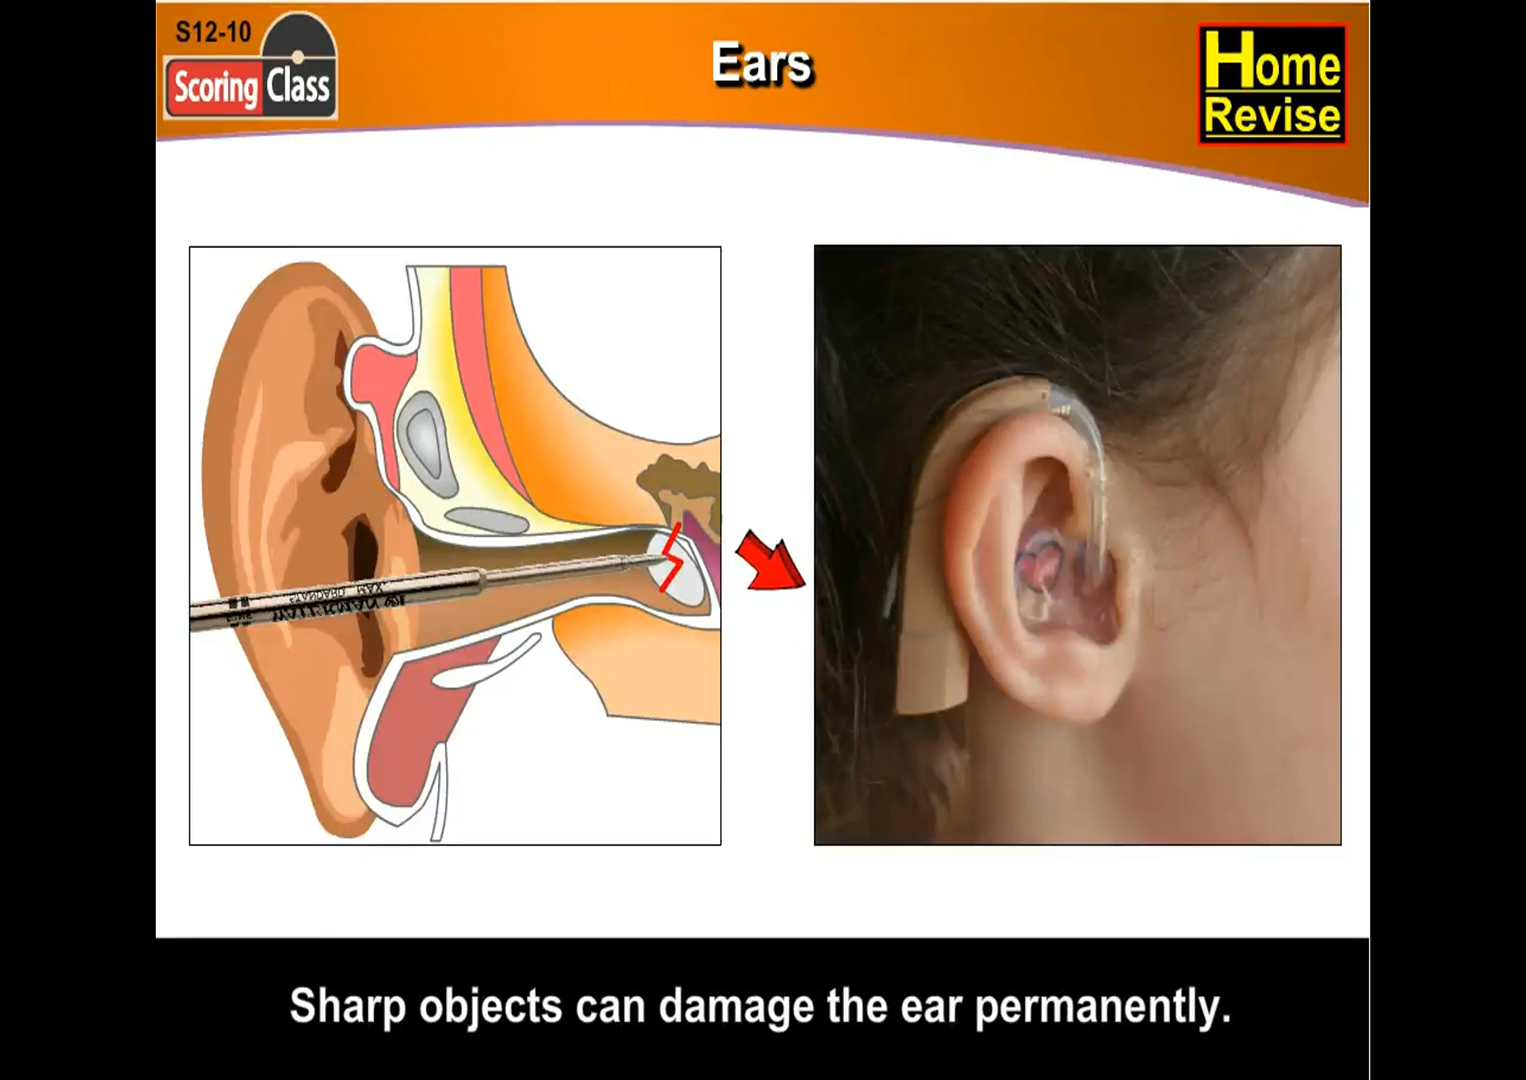 S12-10
Scoring Class
Ears
Home
Revise
Sharp objects can damage the ear permanently.